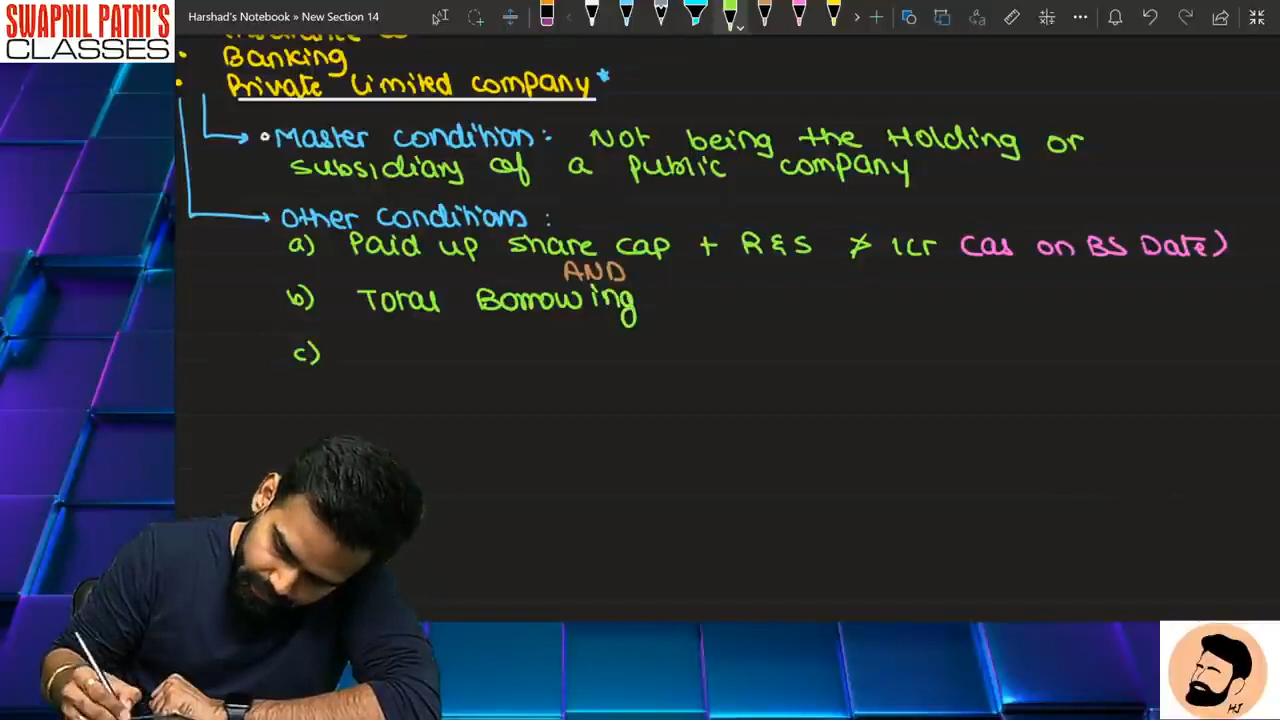 SWAPNIL PATNI'S
CLASSES
Harshad's Notebook » New Section 14
Banking
Private Limited company*
Master condition: Not being the Holding or
subsidiary of a public company
Other conditions:
a) Paid up share cap + R&S ≯ 1cr (as on BS Date)
AND
b) Total Borrowing
c)
HJ